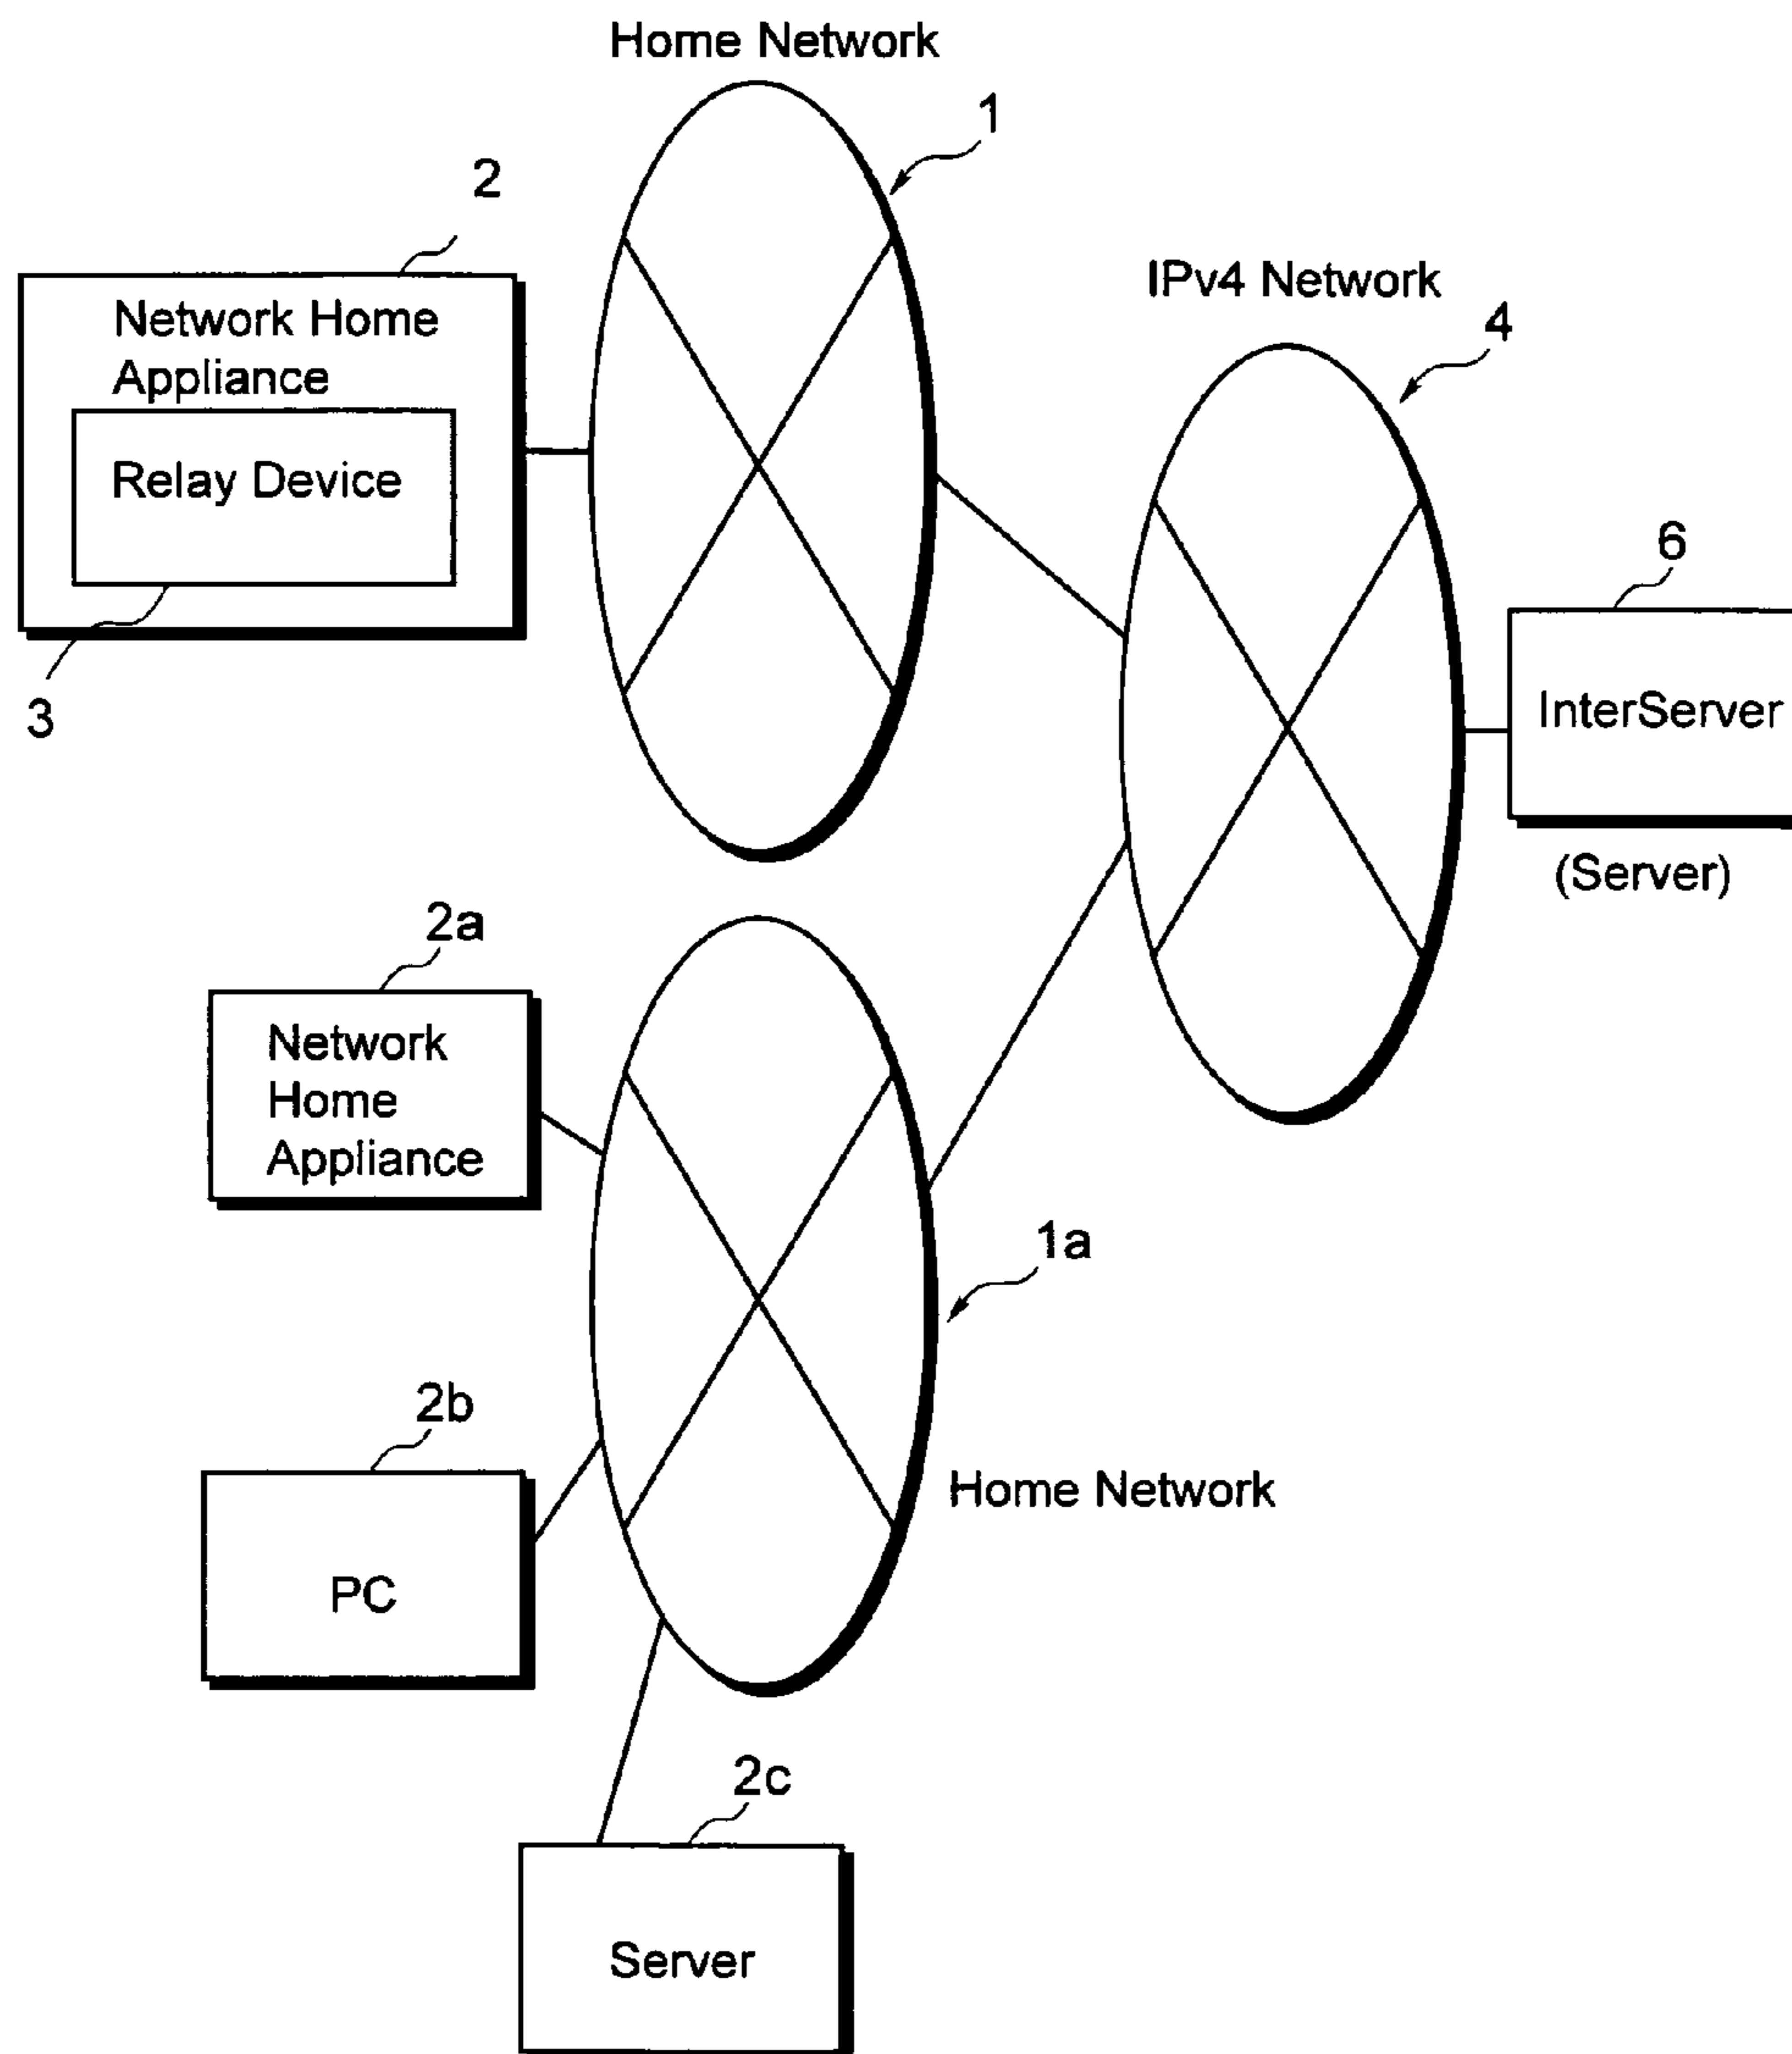 Home Network
1
2
Network Home
Appliance
Relay Device
3
IPv4 Network
4
6
InterServer
(Server)
2a
Network
Home
Appliance
1a
2b
PC
Home Network
2c
Server